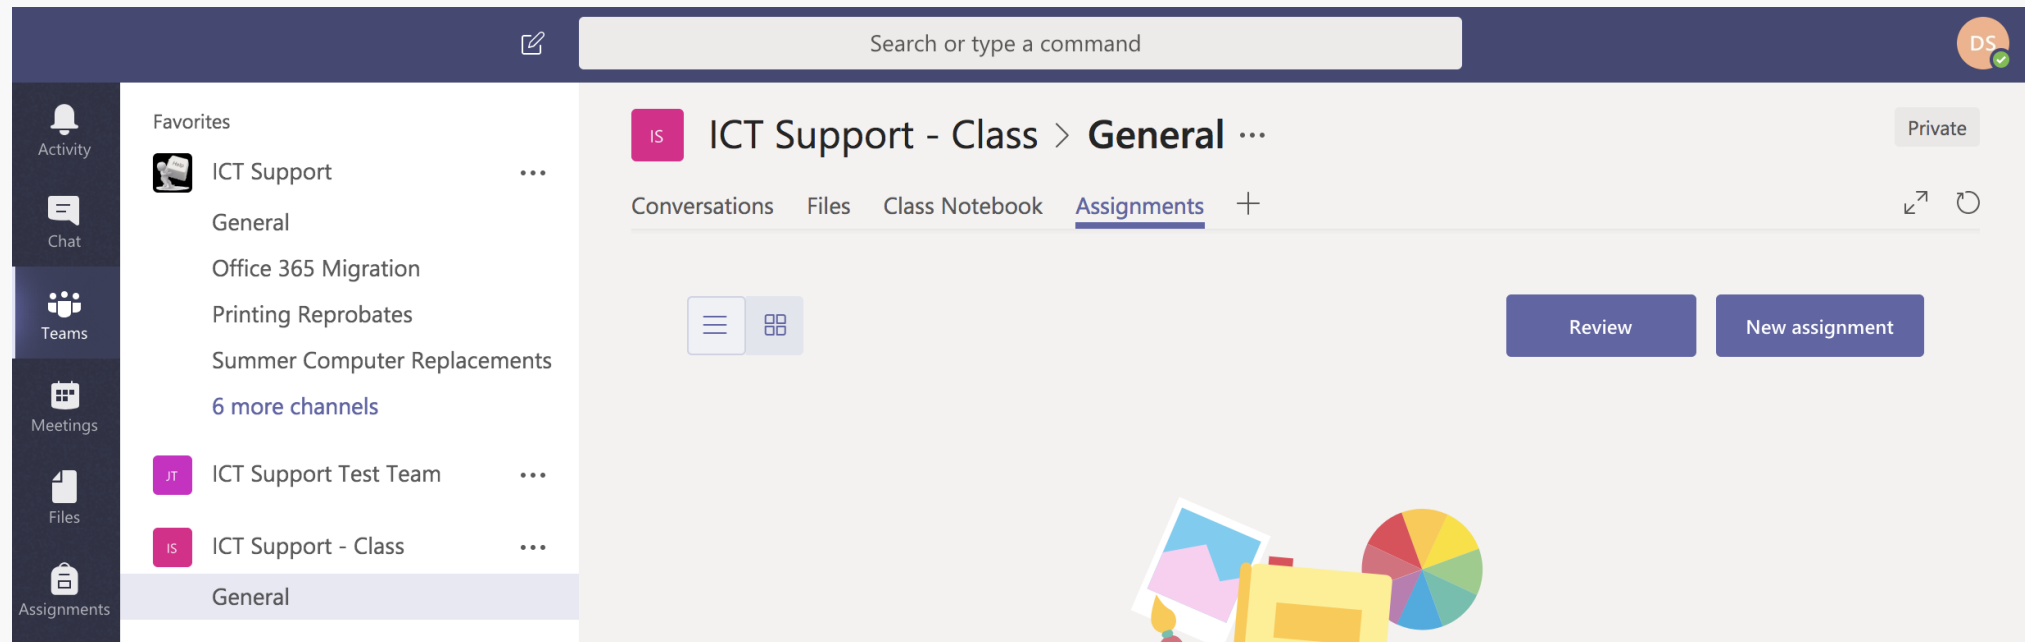 Search or type a command
DS
Activity
Chat
Teams
Meetings
Files
Assignments
Favorites
ICT Support
General
Office 365 Migration
Printing Reprobates
Summer Computer Replacements
6 more channels
JT ICT Support Test Team
IS ICT Support - Class
General
IS ICT Support - Class > General
Private
Conversations Files Class Notebook Assignments
Review New assignment